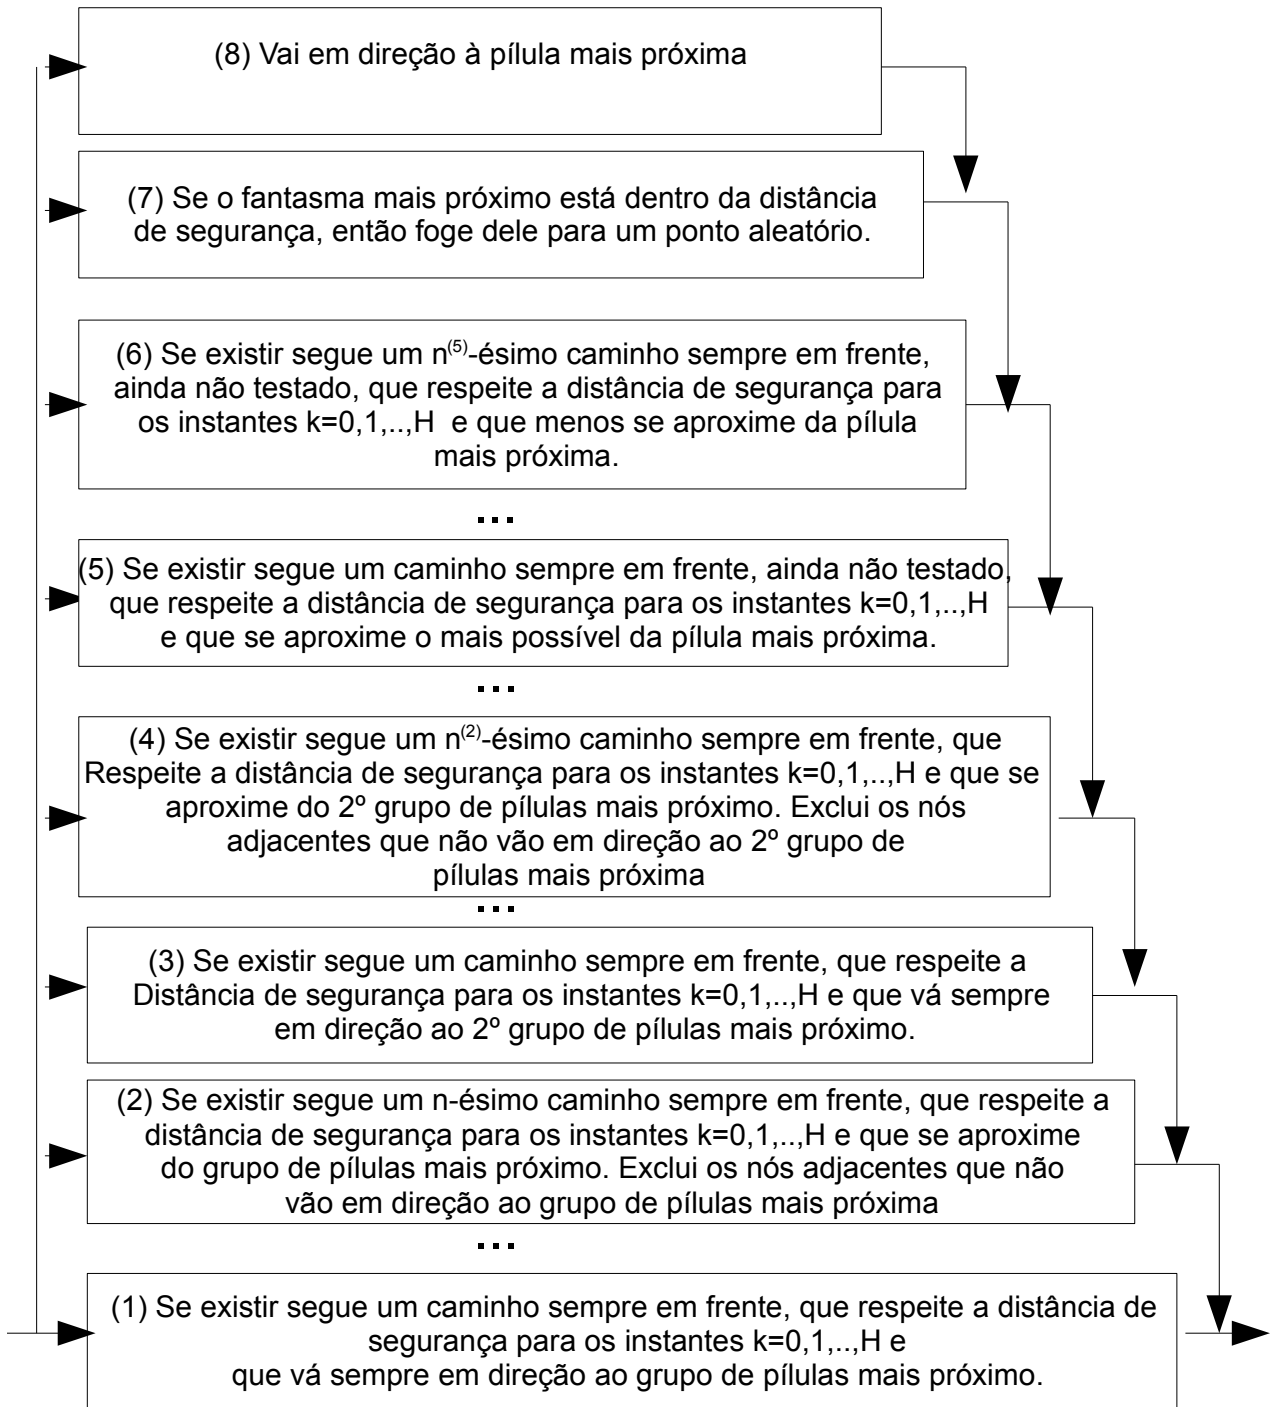 (8) Vai em direção à pílula mais próxima
(7) Se o fantasma mais próximo está dentro da distância
de segurança, então foge dele para um ponto aleatório.
(6) Se existir segue um n⁽⁵⁾-ésimo caminho sempre em frente,
ainda não testado, que respeite a distância de segurança para
os instantes k=0,1,..,H e que menos se aproxime da pílula
mais próxima.
...
(5) Se existir segue um caminho sempre em frente, ainda não testado,
que respeite a distância de segurança para os instantes k=0,1,..,H
e que se aproxime o mais possível da pílula mais próxima.
...
(4) Se existir segue um n⁽²⁾-ésimo caminho sempre em frente, que
Respeite a distância de segurança para os instantes k=0,1,..,H e que se
aproxime do 2º grupo de pílulas mais próximo. Exclui os nós
adjacentes que não vão em direção ao 2º grupo de
pílulas mais próxima
...
(3) Se existir segue um caminho sempre em frente, que respeite a
Distância de segurança para os instantes k=0,1,..,H e que vá sempre
em direção ao 2º grupo de pílulas mais próximo.
(2) Se existir segue um n-ésimo caminho sempre em frente, que respeite a
distância de segurança para os instantes k=0,1,..,H e que se aproxime
do grupo de pílulas mais próximo. Exclui os nós adjacentes que não
vão em direção ao grupo de pílulas mais próxima
...
(1) Se existir segue um caminho sempre em frente, que respeite a distância de
segurança para os instantes k=0,1,..,H e
que vá sempre em direção ao grupo de pílulas mais próximo.